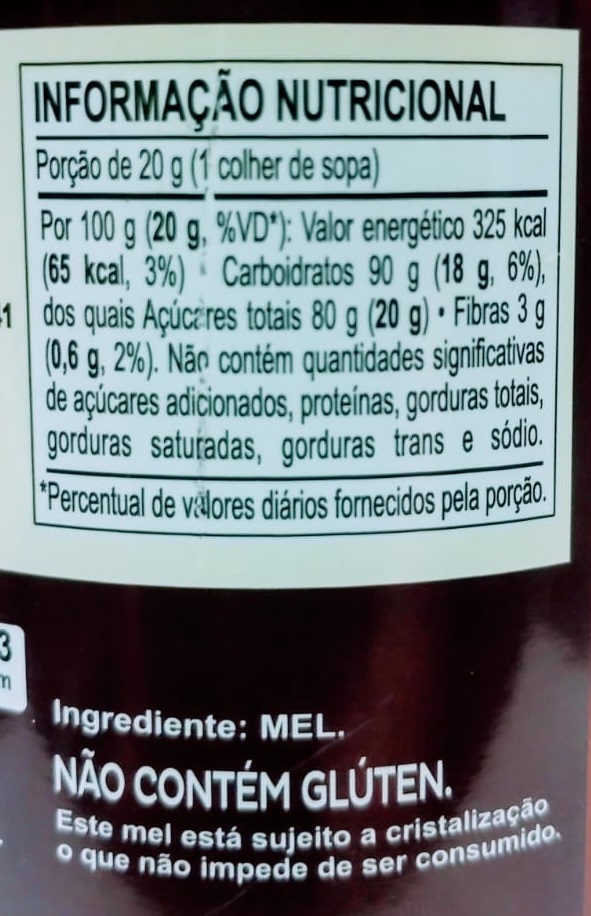 INFORMAÇÃO NUTRICIONAL
Porção de 20 g (1 colher de sopa)
Por 100 g (20 g, %VD*): Valor energético 325 kcal
(65 kcal, 3%) • Carboidratos 90 g (18 g, 6%),
dos quais Açúcares totais 80 g (20 g) • Fibras 3 g
(0,6 g, 2%). Não contém quantidades significativas
de açúcares adicionados, proteínas, gorduras totais,
gorduras saturadas, gorduras trans e sódio.
*Percentual de valores diários fornecidos pela porção.
Ingrediente: MEL.
NÃO CONTÉM GLÚTEN.
Este mel está sujeito a cristalização
o que não impede de ser consumido.